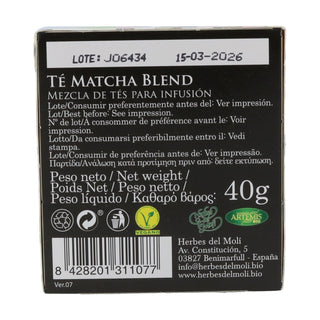 LOTE: J06434 15-03-2026
TÉ MATCHA BLEND
MEZCLA DE TÉS PARA INFUSIÓN
Lote/Consumir preferentemente antes del: Ver impresión.
Lot/Best before: See impression.
Nº de lot/A consommer de préférence avant le: Voir
impression.
Lotto/Da consumarsi preferibilmente entro il: Vedi
stampa.
Lote/Consumir de preferência antes de: Ver impressão.
Παρτίδα/Ανάλωση κατά προτίμηση πριν από: δείτε εκτύπωση.
Peso neto / Net weight /
Poids Net / Peso netto /
Peso líquido / Καθαρό βάρος:
40g
VEGANO
ARTEMIS
Herbes del Moli
Av. Constitución, 5
03827 Benimarfull - España
info@herbesdelmoli.bio
www.herbesdelmoli.bio
8 428201 311077
Ver.07